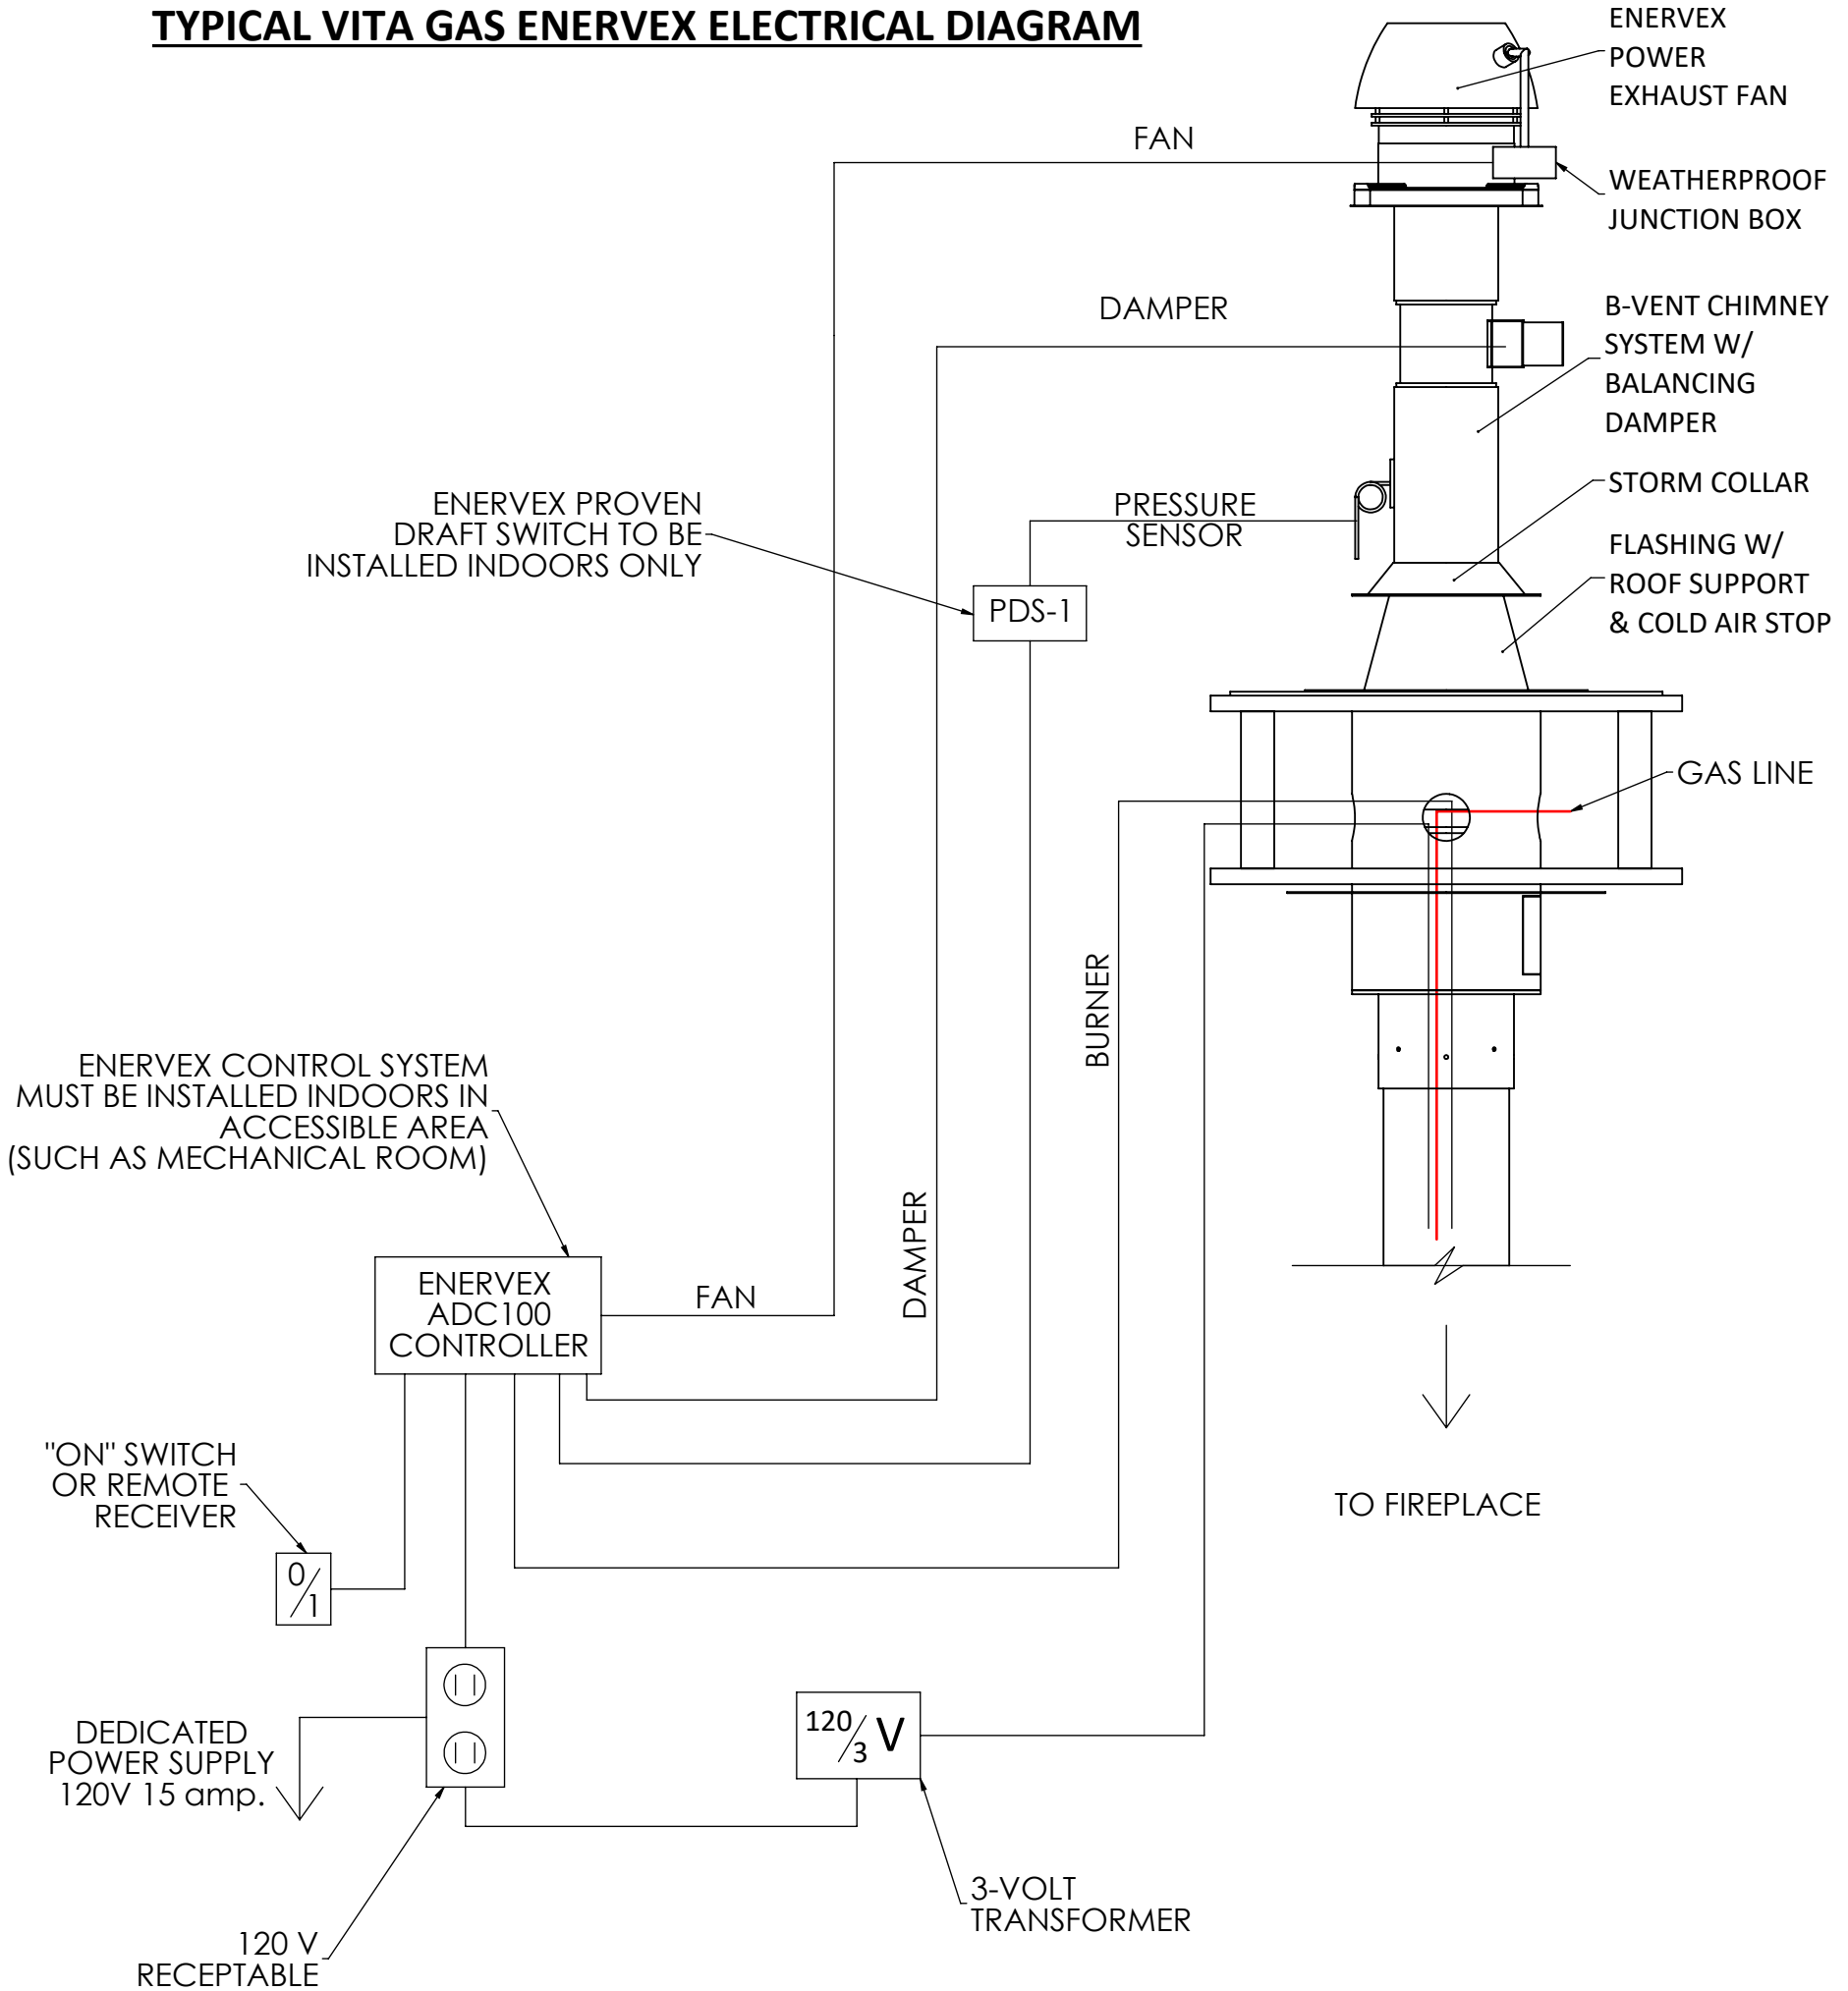 TYPICAL VITA GAS ENERVEX ELECTRICAL DIAGRAM
ENERVEX
POWER
EXHAUST FAN
FAN
WEATHERPROOF
JUNCTION BOX
DAMPER
B-VENT CHIMNEY
SYSTEM W/
BALANCING
DAMPER
STORM COLLAR
ENERVEX PROVEN
DRAFT SWITCH TO BE
INSTALLED INDOORS ONLY
PRESSURE
SENSOR
FLASHING W/
ROOF SUPPORT
& COLD AIR STOP
PDS-1
GAS LINE
BURNER
ENERVEX CONTROL SYSTEM
MUST BE INSTALLED INDOORS IN
ACCESSIBLE AREA
(SUCH AS MECHANICAL ROOM)
DAMPER
ENERVEX
ADC100
CONTROLLER
FAN
"ON" SWITCH
OR REMOTE
RECEIVER
TO FIREPLACE
0/1
DEDICATED
POWER SUPPLY
120V 15 amp.
120/3 V
3-VOLT
TRANSFORMER
120 V
RECEPTABLE